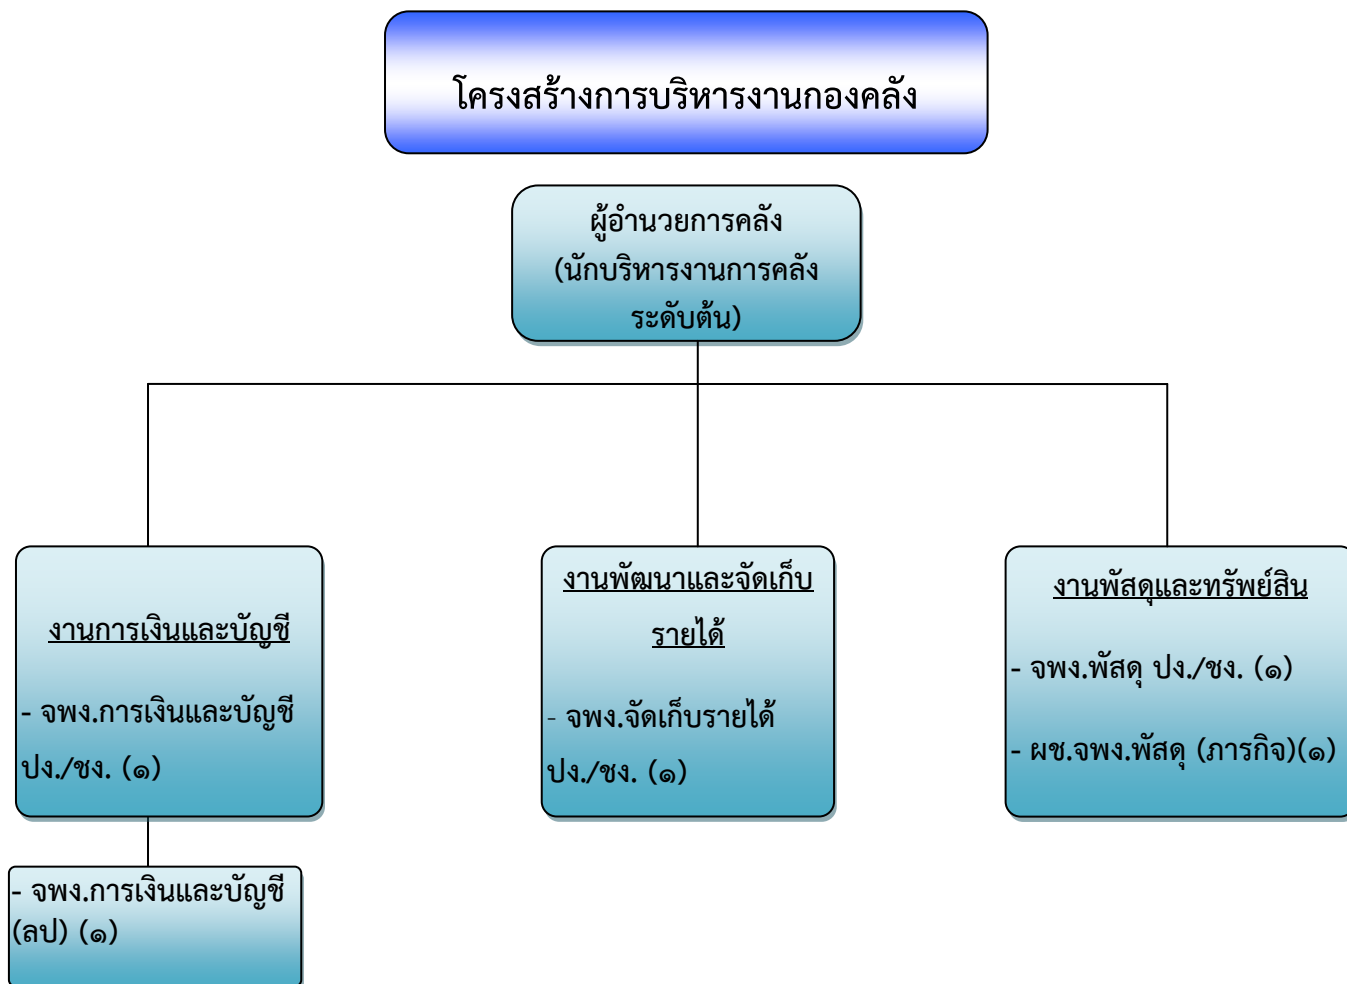 โครงสร้างการบริหารงานกองคลัง
ผู้อำนวยการคลัง
(นักบริหารงานการคลัง
ระดับต้น)
งานการเงินและบัญชี
- จพง.การเงินและบัญชี
ปง./ชง. (๑)
- จพง.การเงินและบัญชี
(ลป) (๑)
งานพัฒนาและจัดเก็บ
รายได้
- จพง.จัดเก็บรายได้
ปง./ชง. (๑)
งานพัสดุและทรัพย์สิน
- จพง.พัสดุ ปง./ชง. (๑)
- ผช.จพง.พัสดุ (ภารกิจ)(๑)